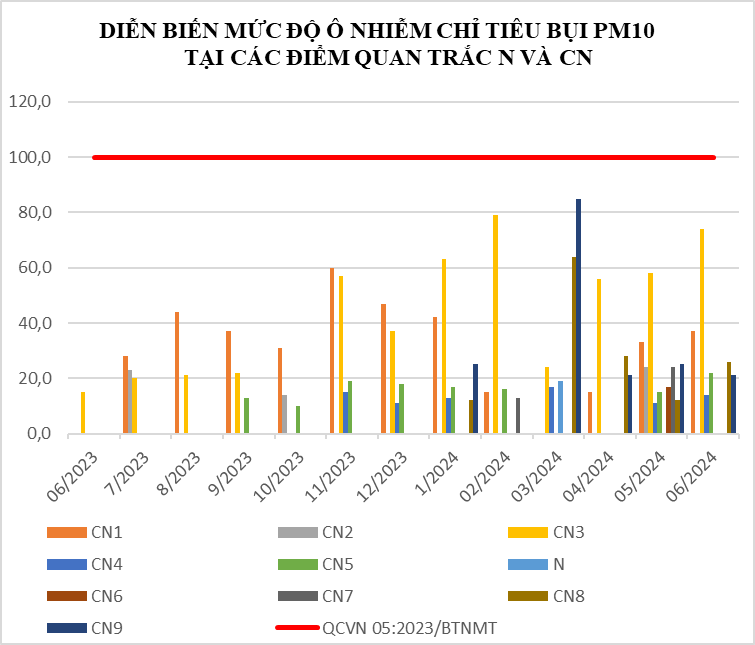 DIỄN BIẾN MỨC ĐỘ Ô NHIỄM CHỈ TIÊU BỤI PM10
TẠI CÁC ĐIỂM QUAN TRẮC N VÀ CN
120,0
100,0
80,0
60,0
40,0
20,0
0,0
06/2023 7/2023 8/2023 9/2023 10/2023 11/2023 12/2023 1/2024 02/2024 03/2024 04/2024 05/2024 06/2024
CN1 CN2 CN3
CN4 CN5 N
CN6 CN7 CN8
CN9 QCVN 05:2023/BTNMT